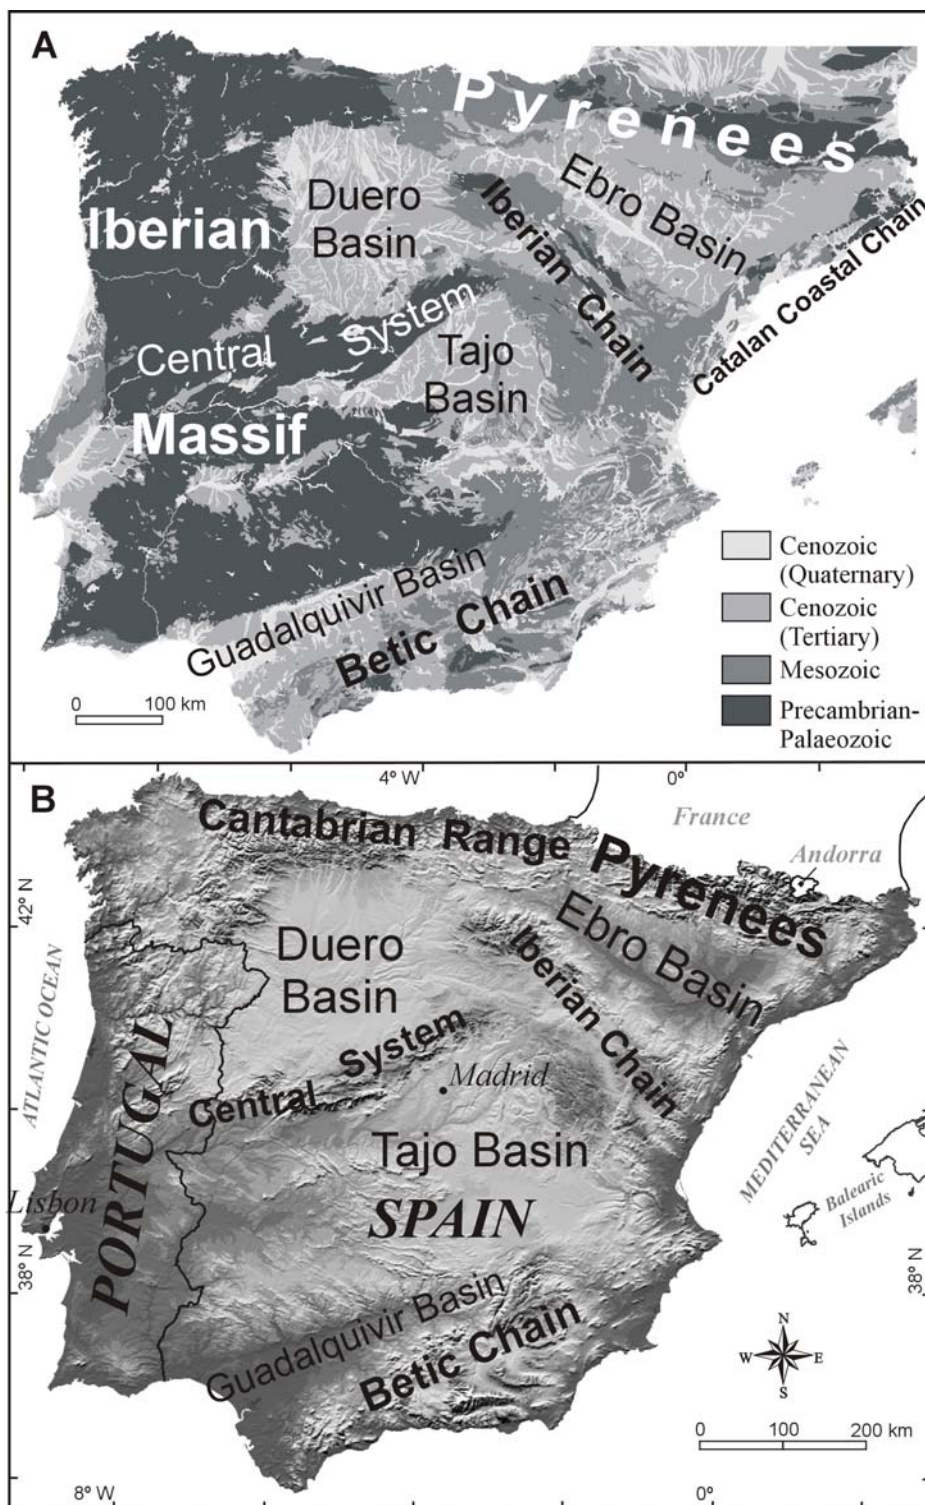 A
Pyrenees
Duero
Basin
Ebro Basin
Iberian
Iberian Chain
Catalan Coastal Chain
Central System
Tajo
Basin
Massif
Cenozoic
(Quaternary)
Cenozoic
(Tertiary)
Mesozoic
Precambrian-
Palaeozoic
Guadalquivir Basin
Betic Chain
0 100 km
4° W 0°
B
Cantabrian Range
Pyrenees
France
Andorra
42° N
Ebro Basin
Duero
Basin
Iberian Chain
ATLANTIC OCEAN
Central System
Madrid
PORTUGAL
Tajo Basin
MEDITERRANEAN
SEA
Balearic
Islands
Lisbon
SPAIN
38° N
38° N
Guadalquivir Basin
Betic Chain
N
W E
S
0 100 200 km
8° W 0°